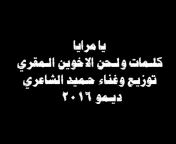 يا مرايا
كلمات ولحن الاخوين المقري
توزيع وغناء حميد الشاعري
ديمو ٢٠١٦